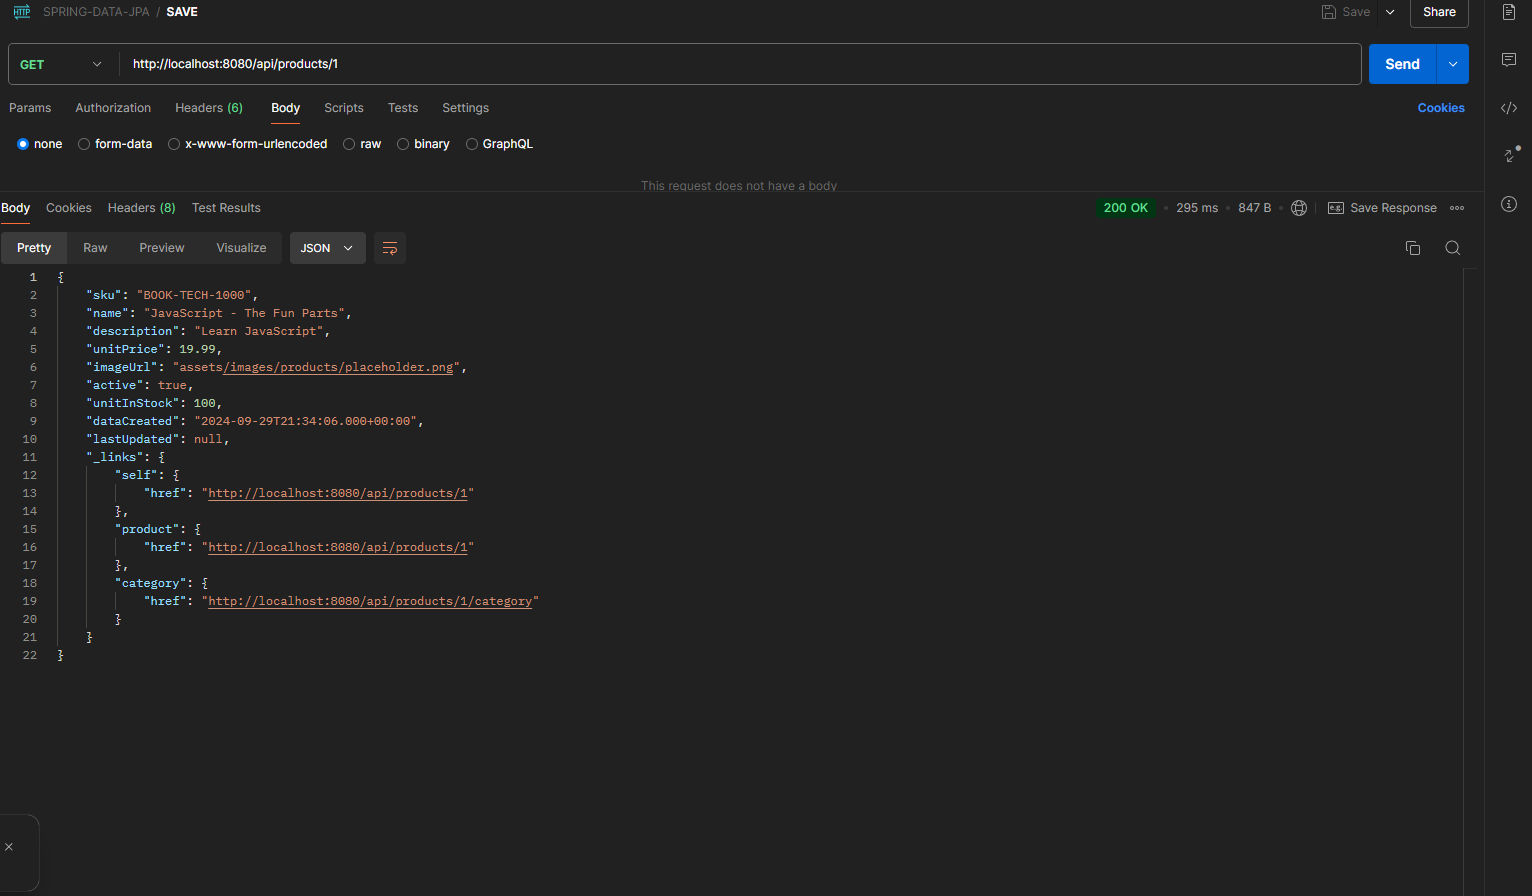 HTTP SPRING-DATA-JPA / SAVE Save Share
GET http://localhost:8080/api/products/1 Send
Params Authorization Headers (6) Body Scripts Tests Settings Cookies
none form-data x-www-form-urlencoded raw binary GraphQL
This request does not have a body
Body Cookies Headers (8) Test Results 200 OK 295 ms 847 B e.g. Save Response
Pretty Raw Preview Visualize JSON
1 {
2 "sku": "BOOK-TECH-1000",
3 "name": "JavaScript - The Fun Parts",
4 "description": "Learn JavaScript",
5 "unitPrice": 19.99,
6 "imageUrl": "assets/images/products/placeholder.png",
7 "active": true,
8 "unitInStock": 100,
9 "dataCreated": "2024-09-29T21:34:06.000+00:00",
10 "lastUpdated": null,
11 "_links": {
12 "self": {
13 "href": "http://localhost:8080/api/products/1"
14 },
15 "product": {
16 "href": "http://localhost:8080/api/products/1"
17 },
18 "category": {
19 "href": "http://localhost:8080/api/products/1/category"
20 }
21 }
22 }